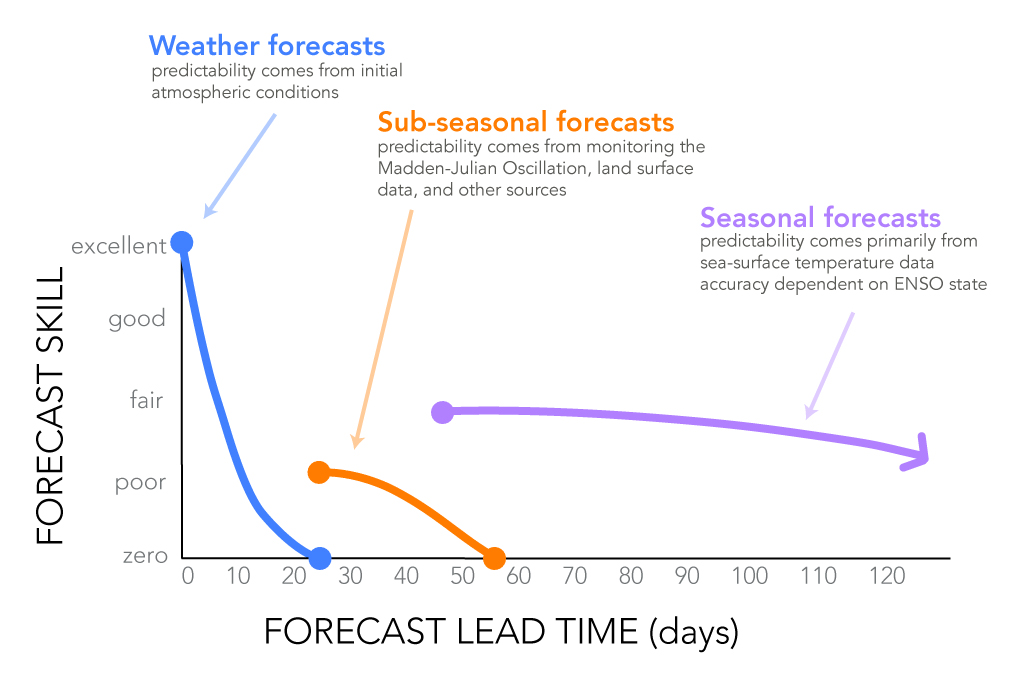 Weather forecasts
predictability comes from initial
atmospheric conditions
Sub-seasonal forecasts
predictability comes from monitoring the
Madden-Julian Oscillation, land surface
data, and other sources
Seasonal forecasts
predictability comes primarily from
sea-surface temperature data
accuracy dependent on ENSO state
FORECAST SKILL
excellent
good
fair
poor
zero
0 10 20 30 40 50 60 70 80 90 100 110 120
FORECAST LEAD TIME (days)